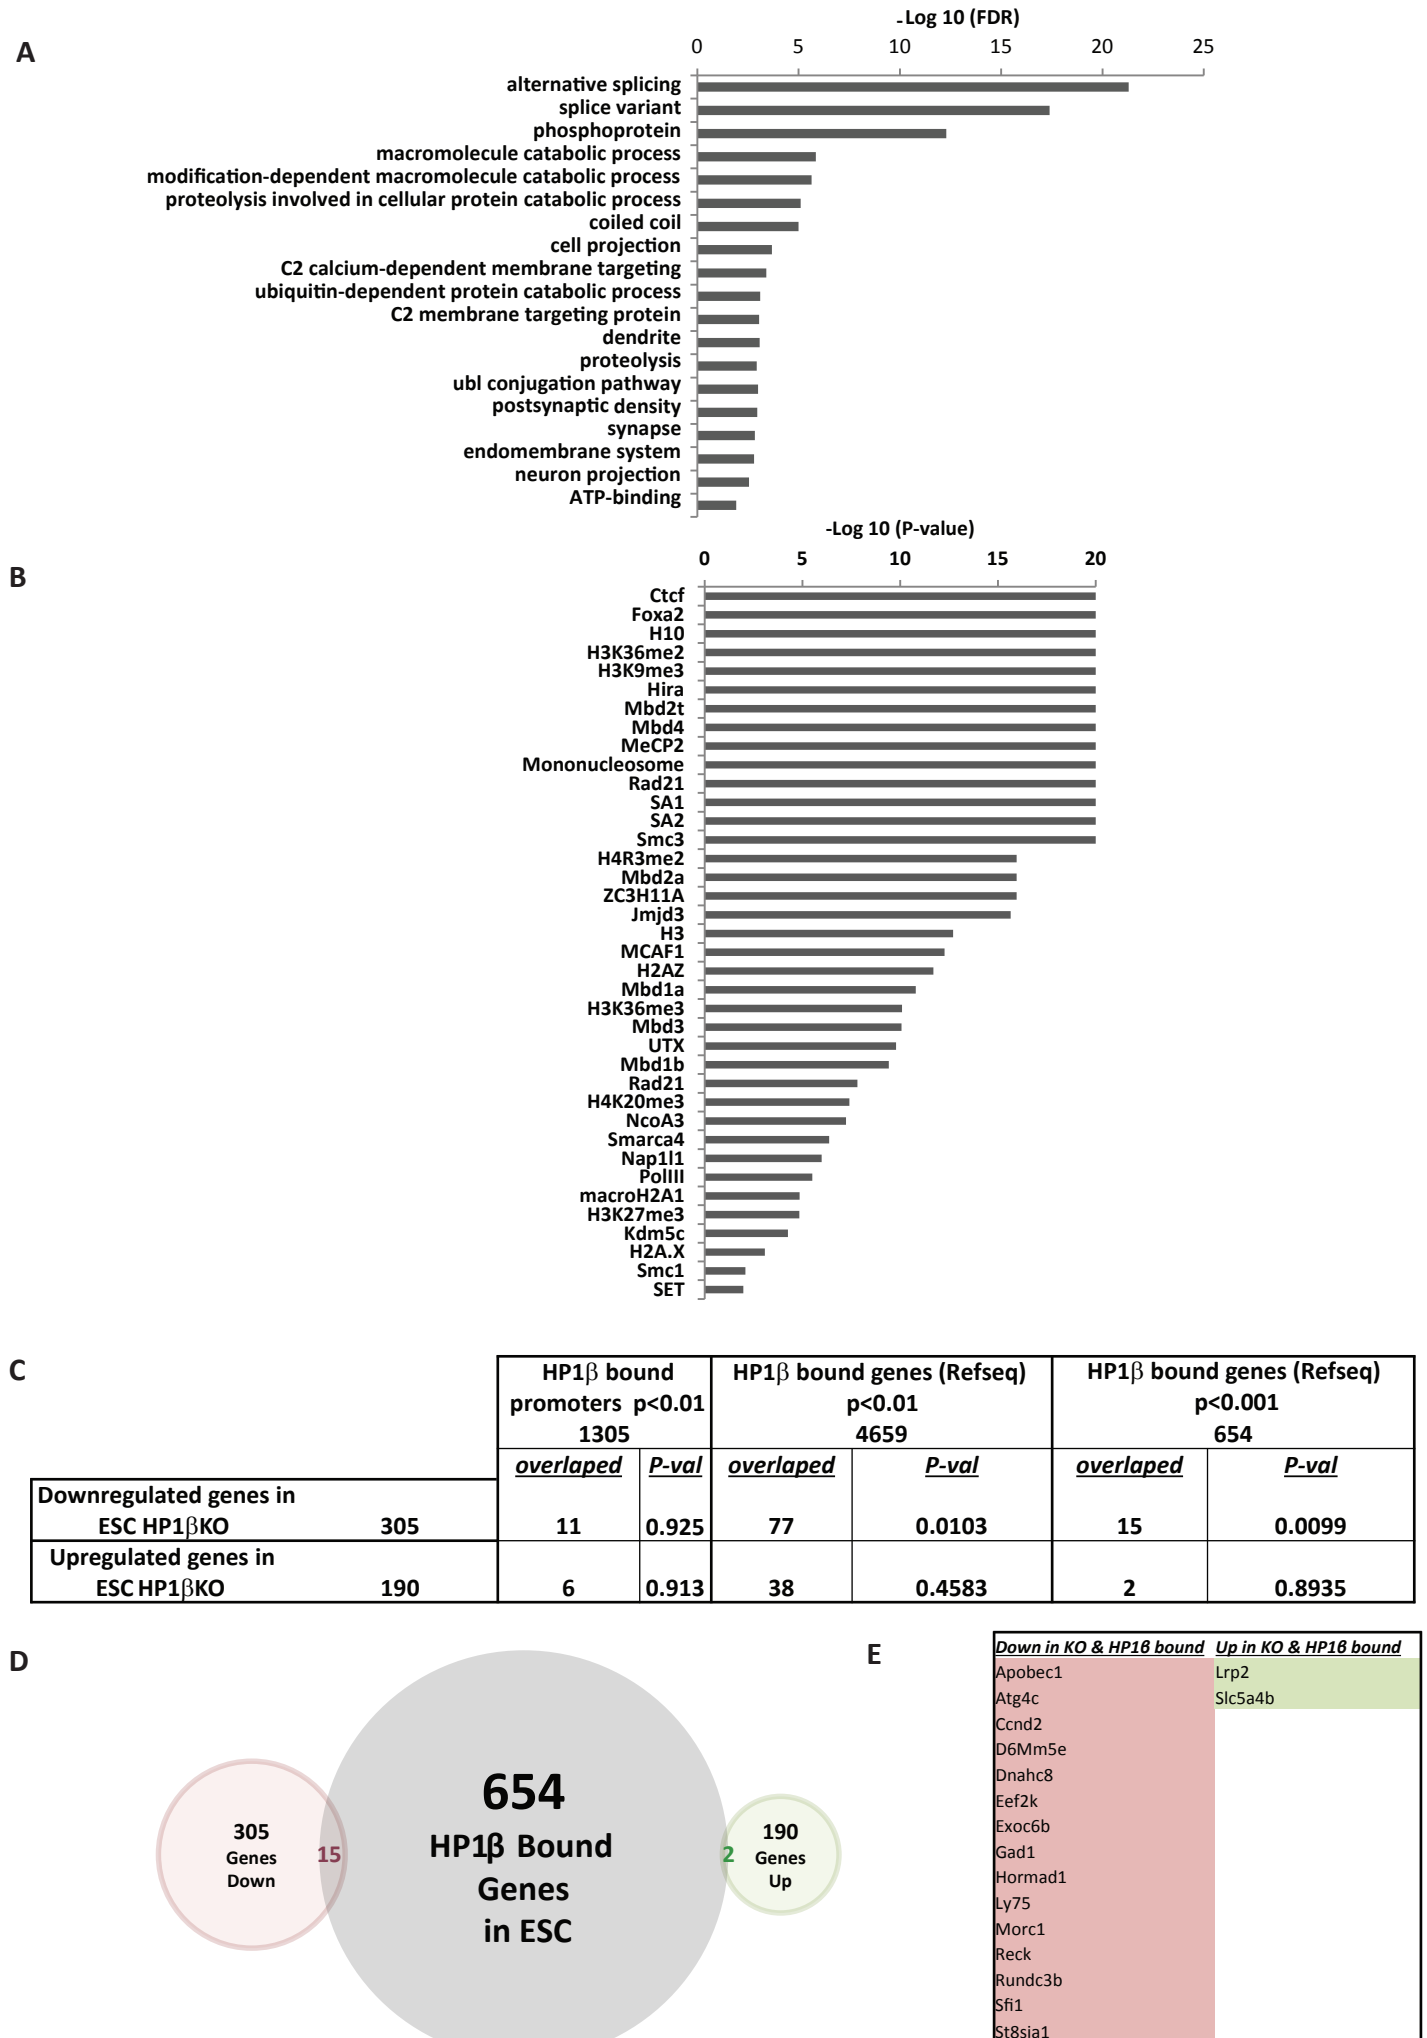 A
-Log 10 (FDR)
0 5 10 15 20 25
alternative splicing
splice variant
phosphoprotein
macromolecule catabolic process
modification-dependent macromolecule catabolic process
proteolysis involved in cellular protein catabolic process
coiled coil
cell projection
C2 calcium-dependent membrane targeting
ubiquitin-dependent protein catabolic process
C2 membrane targeting protein
dendrite
proteolysis
ubl conjugation pathway
postsynaptic density
synapse
endomembrane system
neuron projection
ATP-binding
B
-Log 10 (P-value)
0 5 10 15 20
Ctcf
Foxa2
H10
H3K36me2
H3K9me3
Hira
Mbd2t
Mbd4
MeCP2
Mononucleosome
Rad21
SA1
SA2
Smc3
H4R3me2
Mbd2a
ZC3H11A
Jmjd3
H3
MCAF1
H2AZ
Mbd1a
H3K36me3
Mbd3
UTX
Mbd1b
Rad21
H4K20me3
NcoA3
Smarca4
Nap1l1
PolIII
macroH2A1
H3K27me3
Kdm5c
H2A.X
Smc1
SET
C
HP1β bound HP1β bound genes (Refseq) HP1β bound genes (Refseq)
promoters p<0.01 p<0.01 p<0.001
1305 4659 654
overlaped P-val overlaped P-val overlaped P-val
Downregulated genes in
ESC HP1βKO 305 11 0.925 77 0.0103 15 0.0099
Upregulated genes in
ESC HP1βKO 190 6 0.913 38 0.4583 2 0.8935
D
305
Genes
Down
15
654
HP1β Bound
Genes
in ESC
2
190
Genes
Up
E
Down in KO & HP1β bound Up in KO & HP1β bound
Apobec1 Lrp2
Atg4c Slc5a4b
Ccnd2
D6Mm5e
Dnahc8
Eef2k
Exoc6b
Gad1
Hormad1
Ly75
Morc1
Reck
Rundc3b
Sfi1
St8sia1